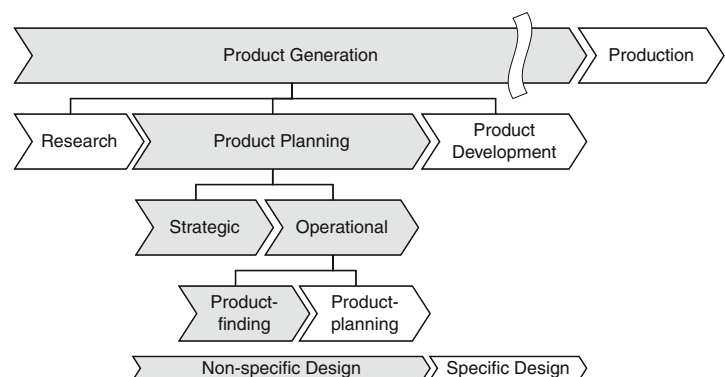 Product Generation
Production
Research
Product Planning
Product
Development
Strategic
Operational
Product-
finding
Product-
planning
Non-specific Design
Specific Design